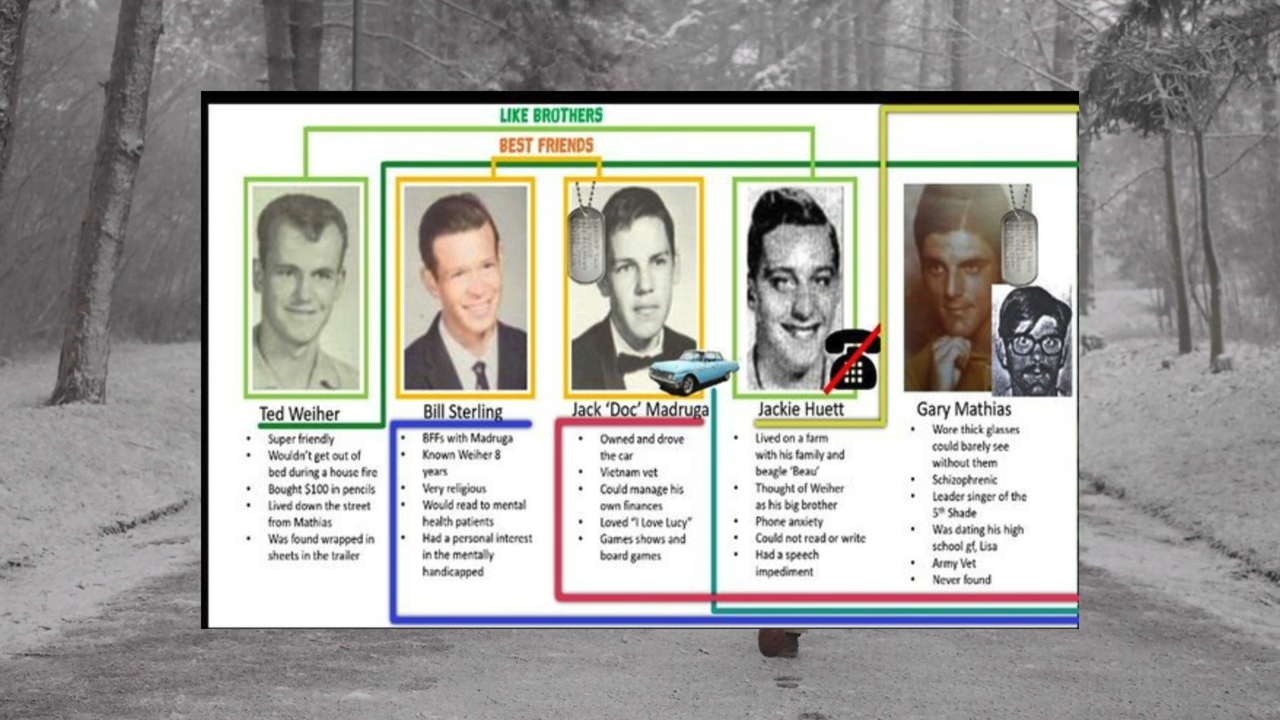 LIKE BROTHERS
BEST FRIENDS
Ted Weiher
• Super friendly
• Wouldn't get out of
bed during a house fire
• Bought $100 in pencils
• Lived down the street
from Mathias
• Was found wrapped in
sheets in the trailer
Bill Sterling
• BFFs with Madruga
• Known Weiher 8
years
• Very religious
• Would read to mental
health patients
• Had a personal interest
in the mentally
handicapped
Jack 'Doc' Madruga
• Owned and drove
the car
• Vietnam vet
• Could manage his
own finances
• Loved "I Love Lucy"
• Games shows and
board games
Jackie Huett
• Lived on a farm
with his family and
beagle 'Beau'
• Thought of Weiher
as his big brother
• Phone anxiety
• Could not read or write
• Had a speech
impediment
Gary Mathias
• Wore thick glasses
could barely see
without them
• Schizophrenic
• Leader singer of the
5th Shade
• Was dating his high
school gf, Lisa
• Army Vet
• Never found